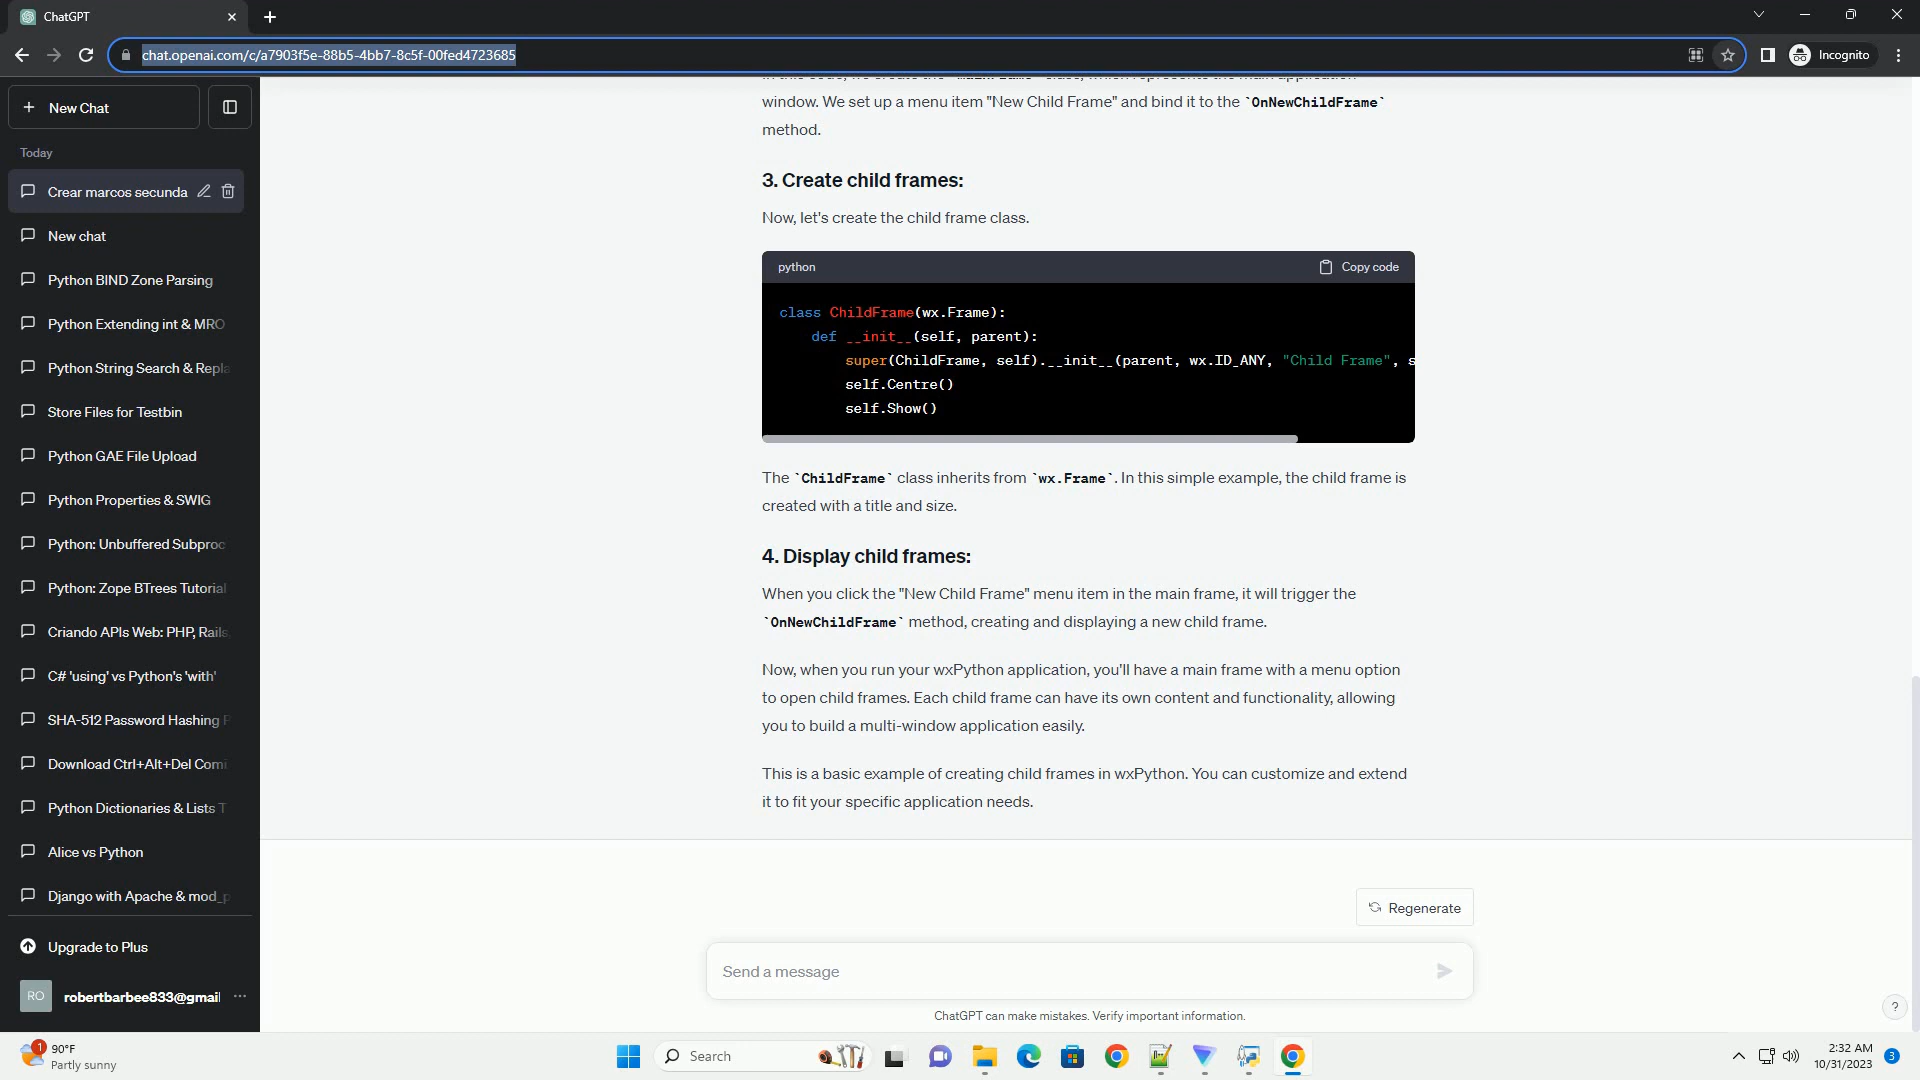 ChatGPT
chat.openai.com/c/a7903f5e-88b5-4bb7-8c5f-00fed4723685
Incognito
New Chat
Today
Crear marcos secunda
New chat
Python BIND Zone Parsing
Python Extending int & MRO
Python String Search & Repla
Store Files for Testbin
Python GAE File Upload
Python Properties & SWIG
Python: Unbuffered Subproc
Python: Zope BTrees Tutorial
Criando APIs Web: PHP, Rails,
C# 'using' vs Python's 'with'
SHA-512 Password Hashing P
Download Ctrl+Alt+Del Comi
Python Dictionaries & Lists T
Alice vs Python
Django with Apache & mod_p
Upgrade to Plus
RO
robertbarbee833@gmail
window. We set up a menu item "New Child Frame" and bind it to the `OnNewChildFrame`
method.
3. Create child frames:
Now, let's create the child frame class.
python
Copy code
class ChildFrame(wx.Frame):
def __init__(self, parent):
super(ChildFrame, self).__init__(parent, wx.ID_ANY, "Child Frame", s
self.Centre()
self.Show()
The `ChildFrame` class inherits from `wx.Frame`. In this simple example, the child frame is
created with a title and size.
4. Display child frames:
When you click the "New Child Frame" menu item in the main frame, it will trigger the
`OnNewChildFrame` method, creating and displaying a new child frame.
Now, when you run your wxPython application, you'll have a main frame with a menu option
to open child frames. Each child frame can have its own content and functionality, allowing
you to build a multi-window application easily.
This is a basic example of creating child frames in wxPython. You can customize and extend
it to fit your specific application needs.
Regenerate
Send a message
ChatGPT can make mistakes. Verify important information.
?
1
90°F
Partly sunny
Search
2:32 AM
10/31/2023
3